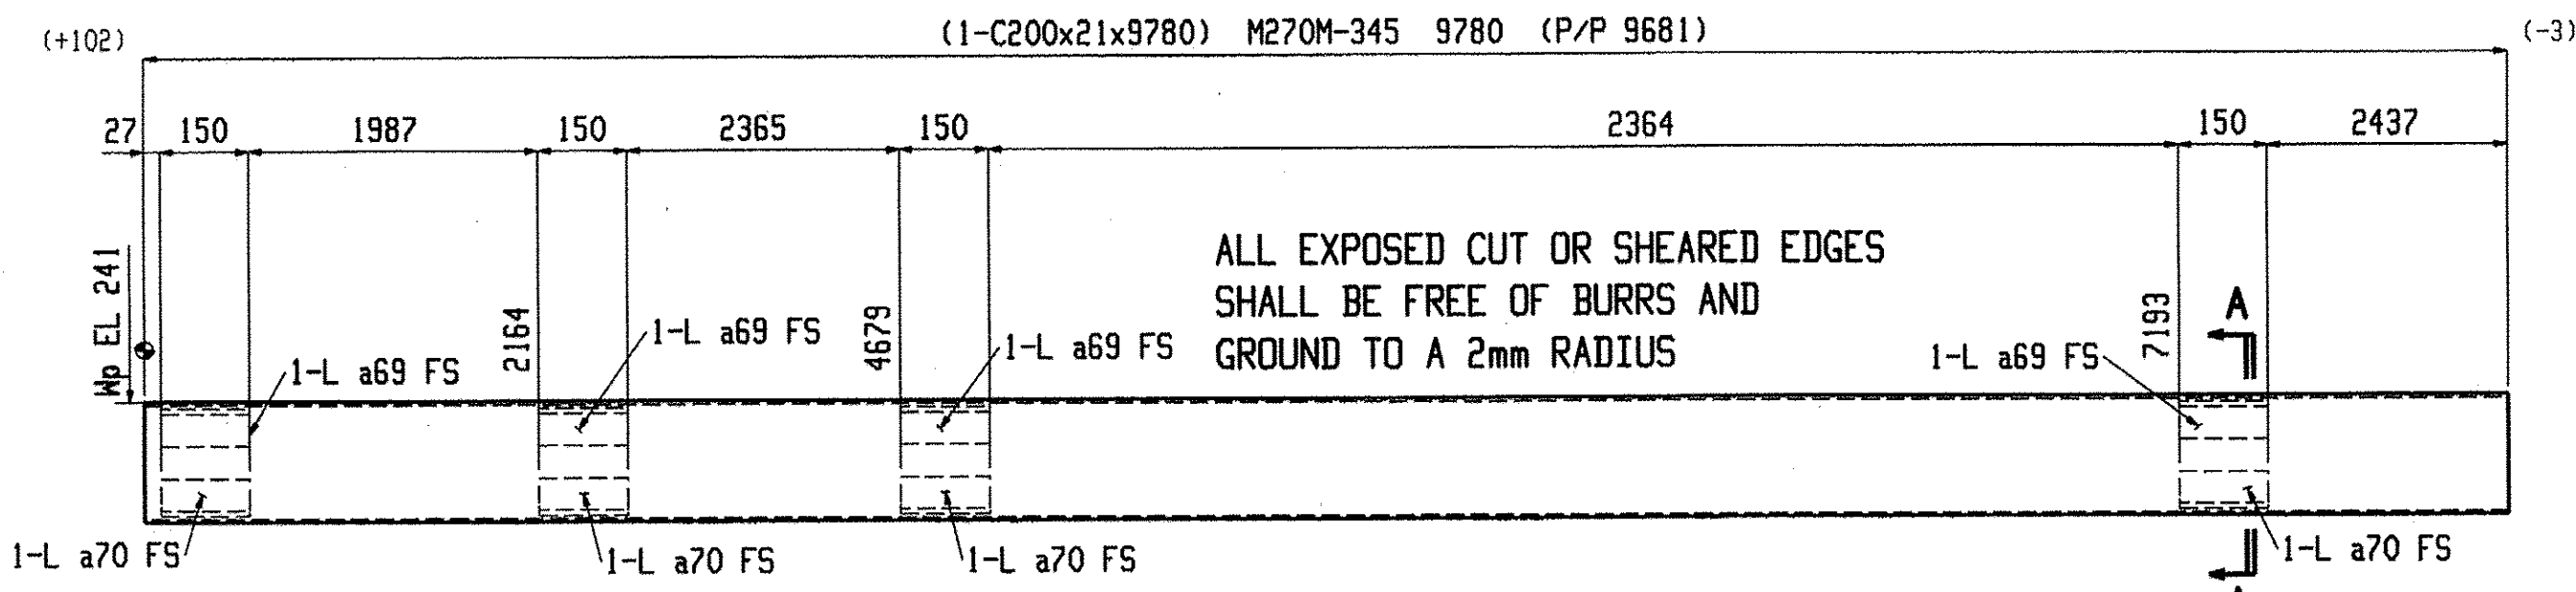 (+102)
(1-C200x21x9780) M270M-345 9780 (P/P 9681)
(-3)
27 150 1987 150 2365 150 2364 150 2437
Wp EL 241
2164
4679
7193
ALL EXPOSED CUT OR SHEARED EDGES
SHALL BE FREE OF BURRS AND
GROUND TO A 2mm RADIUS
A
1-L a69 FS
1-L a69 FS
1-L a69 FS
1-L a69 FS
1-L a70 FS
1-L a70 FS
1-L a70 FS
1-L a70 FS